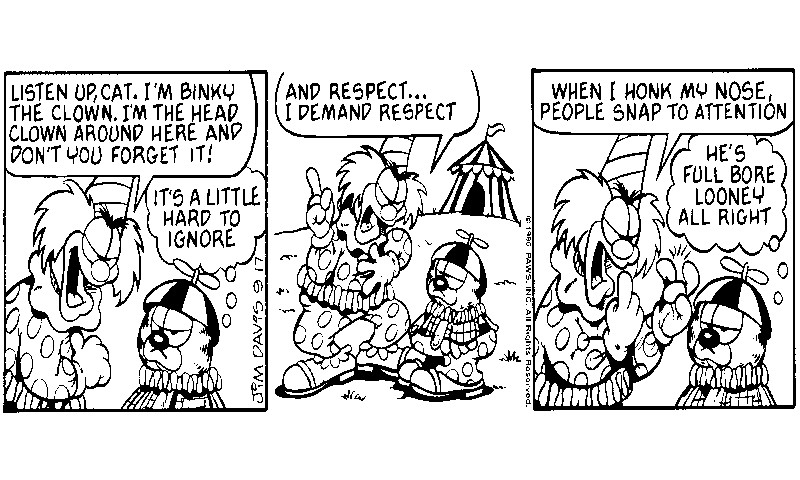 LISTEN UP, CAT. I'M BINKY
THE CLOWN. I'M THE HEAD
CLOWN AROUND HERE AND
DON'T YOU FORGET IT!
IT'S A LITTLE
HARD TO
IGNORE
JIM DAVIS 9·17
AND RESPECT...
I DEMAND RESPECT
© 1986 PAWS, INC. All Rights Reserved.
WHEN I HONK MY NOSE,
PEOPLE SNAP TO ATTENTION
HE'S
FULL BORE
LOONEY
ALL RIGHT